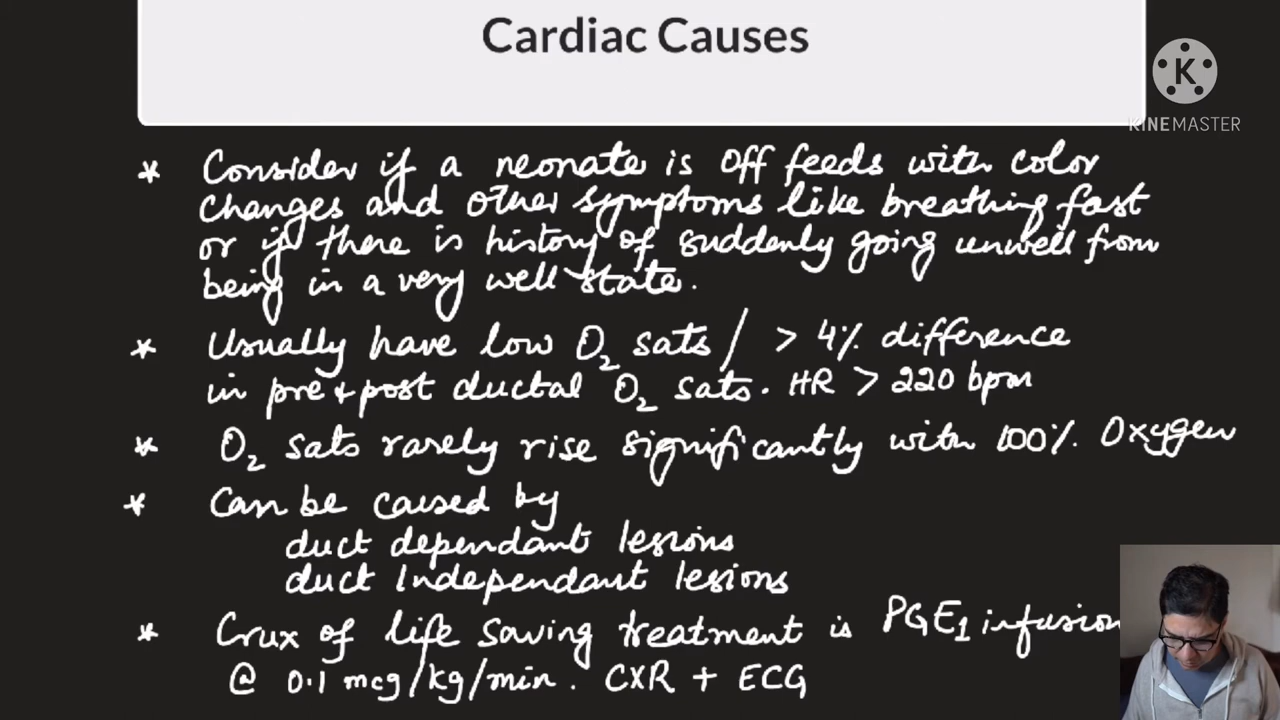 Cardiac Causes
K
KINEMASTER
* Consider if a neonate is off feeds with color
changes and other symptoms like breathing fast
or if there is history of suddenly going unwell from
being in a very well state.
* Usually have low O₂ sats / > 4% difference
in pre + post ductal O₂ sats. HR > 220 bpm
* O₂ sats rarely rise significantly with 100% Oxygen
* Can be caused by
duct dependant lesions
duct Independant lesions
* Crux of life saving treatment is PGE₁ infusion
@ 0.1 mcg/kg/min. CXR + ECG